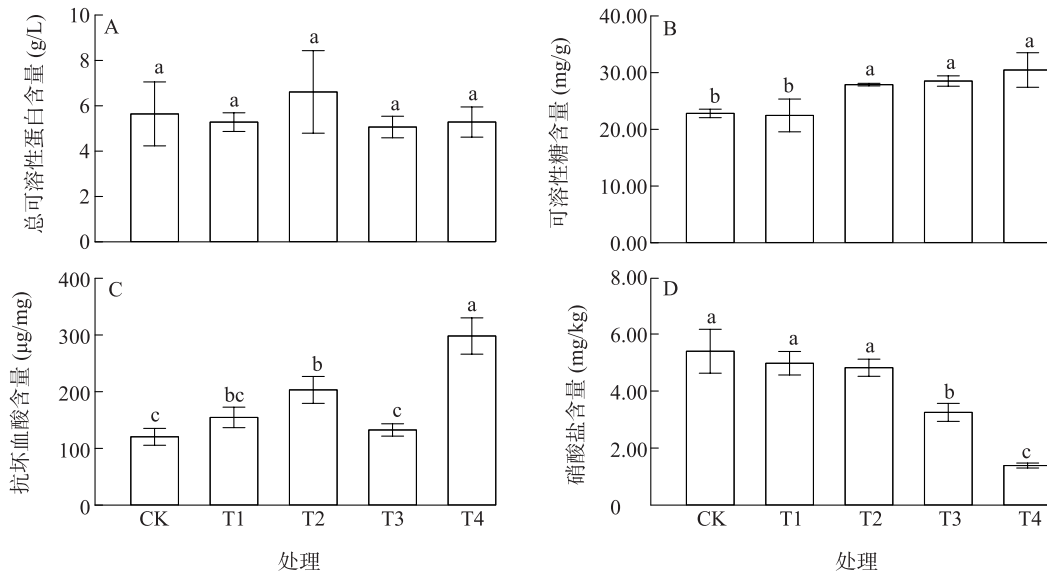 A
总可溶性蛋白含量 (g/L)
10
8
6
4
2
0
a
a
a
a
a
B
可溶性糖含量 (mg/g)
40.00
30.00
20.00
10.00
0.00
b
b
a
a
a
C
抗坏血酸含量 (μg/mg)
400
300
200
100
0
c
bc
b
c
a
CK T1 T2 T3 T4
处理
D
硝酸盐含量 (mg/kg)
8.00
6.00
4.00
2.00
0
a
a
a
b
c
CK T1 T2 T3 T4
处理